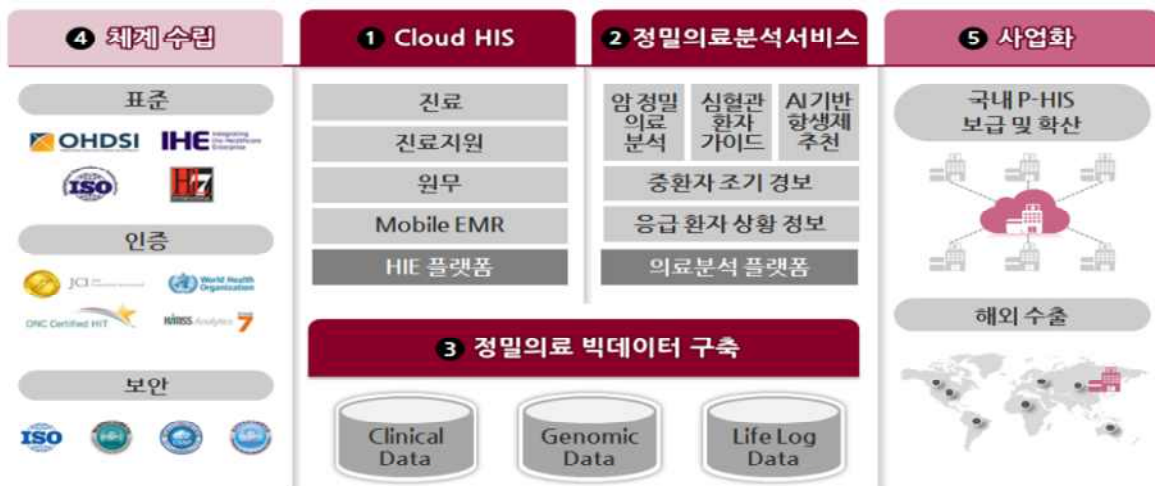 ❹ 체계 수립
표준
OHDSI
IHE Integrating
the Healthcare
Enterprise
ISO
HL7
인증
JCI
World Health
Organization
ONC Certified HIT
HIMSS Analytics 7
보안
ISO
❶ Cloud HIS
진료
진료지원
원무
Mobile EMR
HIE 플랫폼
❷ 정밀의료분석서비스
암 정밀
의료
분석
심혈관
환자
가이드
AI 기반
항생제
추천
중환자 조기 경보
응급 환자 상황 정보
의료분석 플랫폼
❸ 정밀의료 빅데이터 구축
Clinical
Data
Genomic
Data
Life Log
Data
❺ 사업화
국내 P-HIS
보급 및 확산
해외 수출